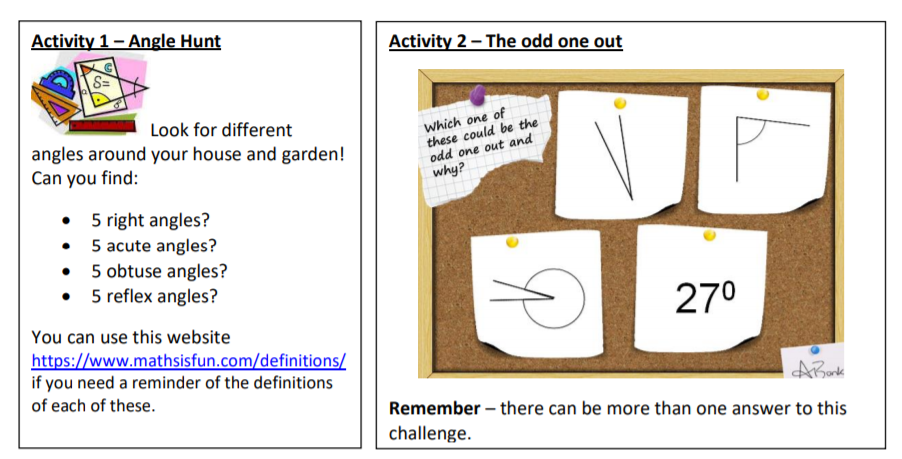 Activity 1 – Angle Hunt
Look for different
angles around your house and garden!
Can you find:
• 5 right angles?
• 5 acute angles?
• 5 obtuse angles?
• 5 reflex angles?
You can use this website
https://www.mathsisfun.com/definitions/
if you need a reminder of the definitions
of each of these.
Activity 2 – The odd one out
Which one of
these could be the
odd one out and
why?
27⁰
Remember – there can be more than one answer to this
challenge.